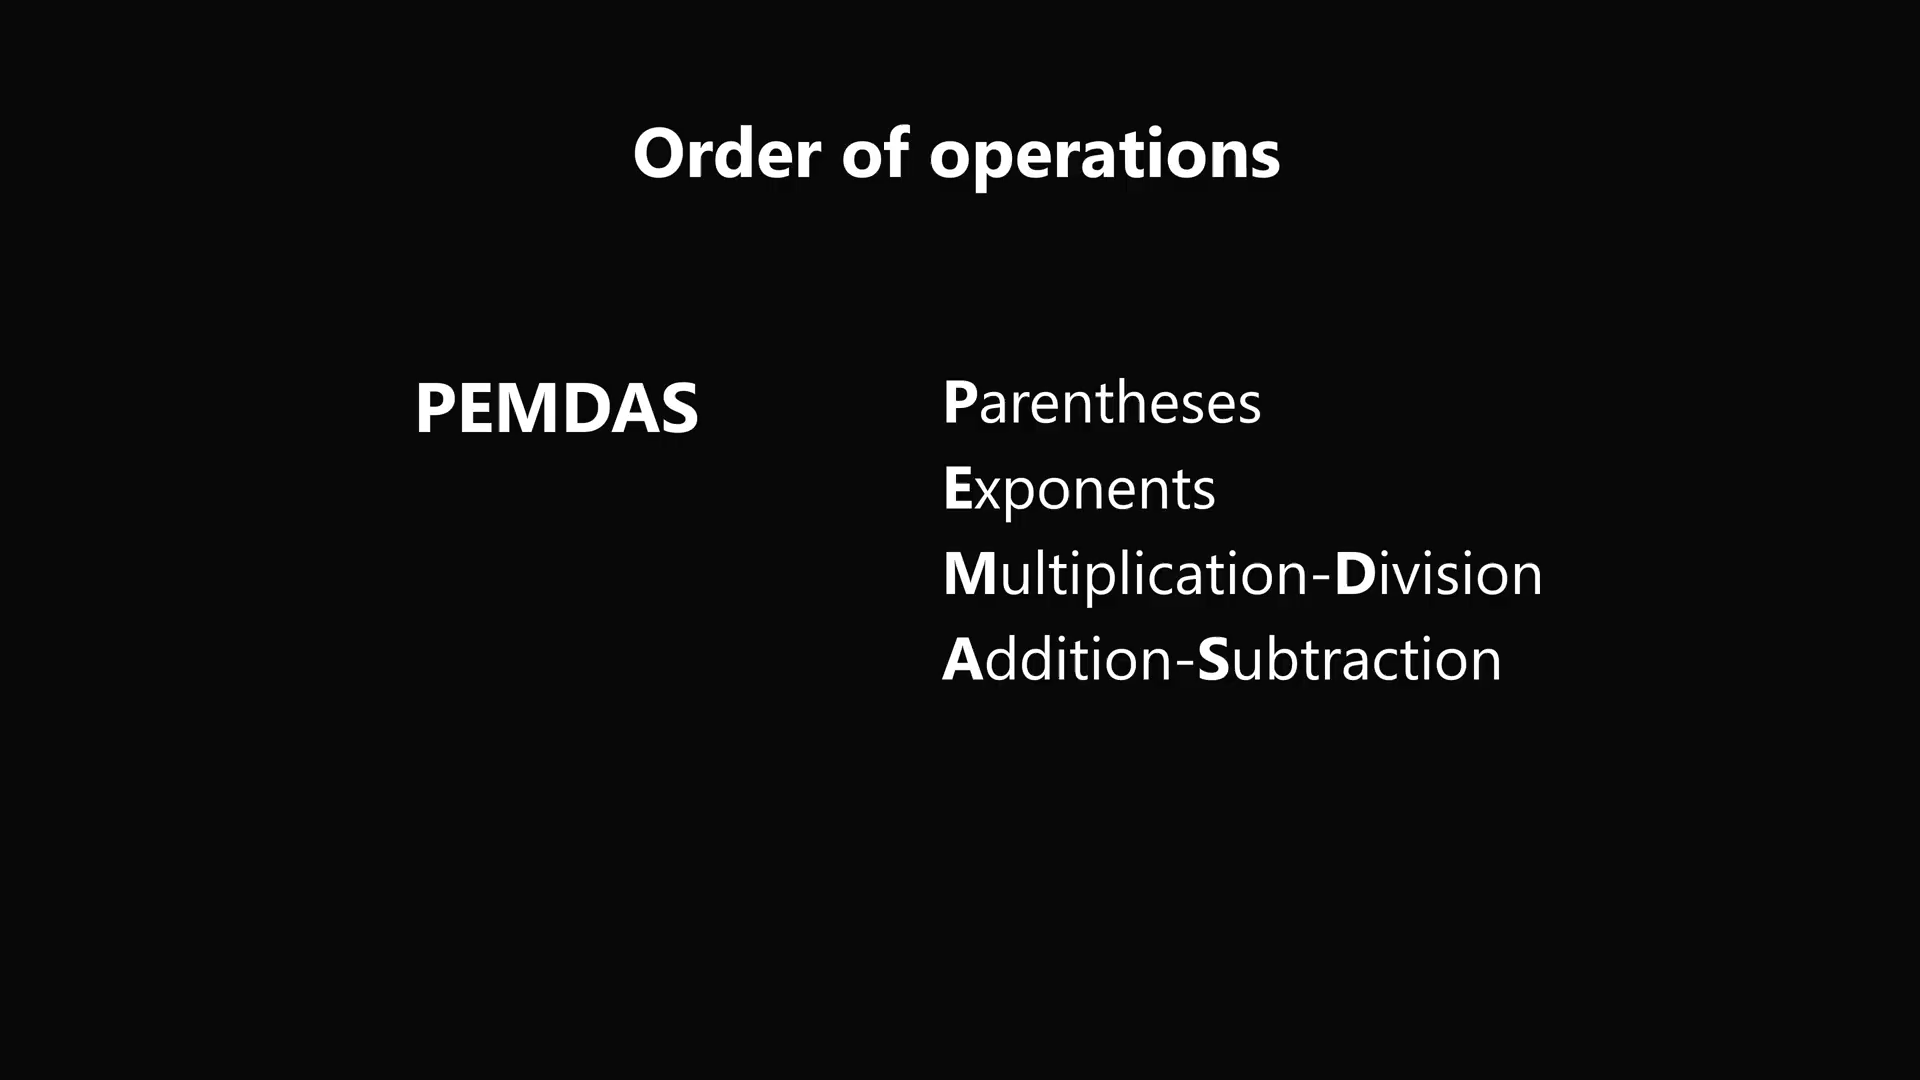 Order of operations
PEMDAS
Parentheses
Exponents
Multiplication-Division
Addition-Subtraction